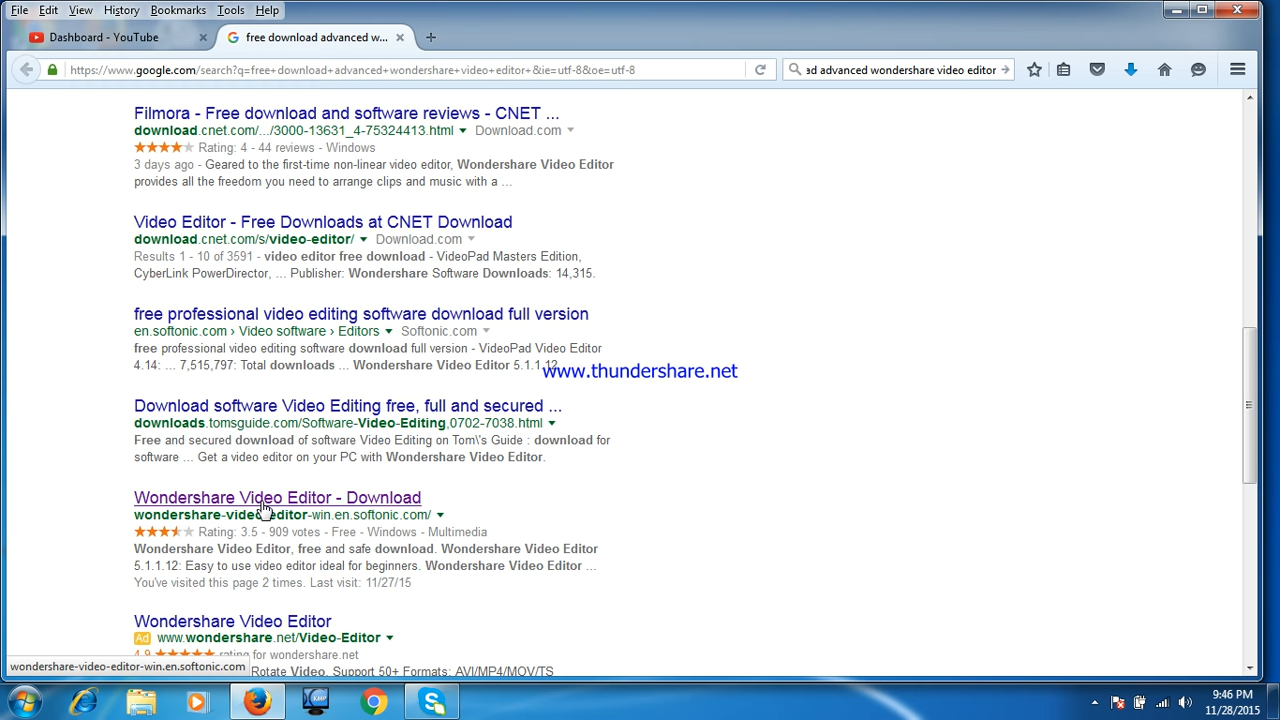 File Edit View History Bookmarks Tools Help
Dashboard - YouTube
free download advanced w...
https://www.google.com/search?q=free+download+advanced+wondershare+video+editor+&ie=utf-8&oe=utf-8
ad advanced wondershare video editor
Filmora - Free download and software reviews - CNET ...
download.cnet.com/.../3000-13631_4-75324413.html Download.com
Rating: 4 - 44 reviews - Windows
3 days ago - Geared to the first-time non-linear video editor, Wondershare Video Editor
provides all the freedom you need to arrange clips and music with a ...
Video Editor - Free Downloads at CNET Download
download.cnet.com/s/video-editor/ Download.com
Results 1 - 10 of 3591 - video editor free download - VideoPad Masters Edition,
CyberLink PowerDirector, ... Publisher: Wondershare Software Downloads: 14,315.
free professional video editing software download full version
en.softonic.com › Video software › Editors Softonic.com
free professional video editing software download full version - VideoPad Video Editor
4.14: ... 7,515,797: Total downloads ... Wondershare Video Editor 5.1.1.12
www.thundershare.net
Download software Video Editing free, full and secured ...
downloads.tomsguide.com/Software-Video-Editing,0702-7038.html
Free and secured download of software Video Editing on Tom\'s Guide : download for
software ... Get a video editor on your PC with Wondershare Video Editor.
Wondershare Video Editor - Download
wondershare-video-editor-win.en.softonic.com/
Rating: 3.5 - 909 votes - Free - Windows - Multimedia
Wondershare Video Editor, free and safe download. Wondershare Video Editor
5.1.1.12: Easy to use video editor ideal for beginners. Wondershare Video Editor ...
You've visited this page 2 times. Last visit: 11/27/15
Wondershare Video Editor
Ad www.wondershare.net/Video-Editor
4.9 rating for wondershare.net
wondershare-video-editor-win.en.softonic.com
Rotate Video. Support 50+ Formats: AVI/MP4/MOV/TS
9:46 PM
11/28/2015